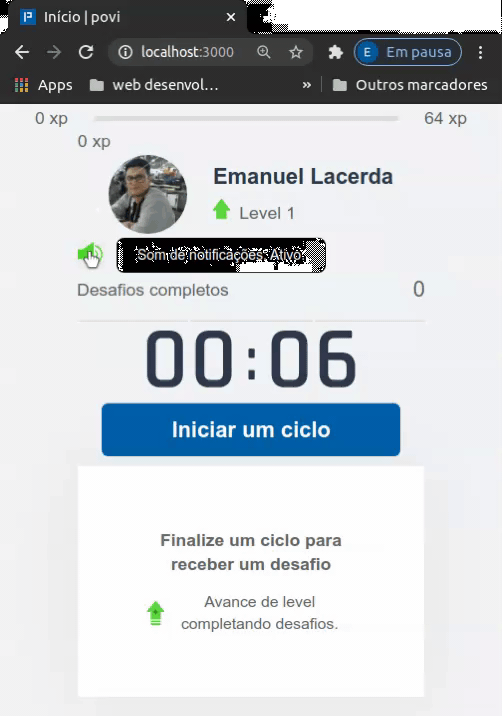 Início | povi
localhost:3000
E Em pausa
Apps web desenvol… » Outros marcadores
0 xp 64 xp
0 xp
Emanuel Lacerda
Level 1
Som de notificações: Ativo
Desafios completos 0
00:06
Iniciar um ciclo
Finalize um ciclo para
receber um desafio
Avance de level
completando desafios.